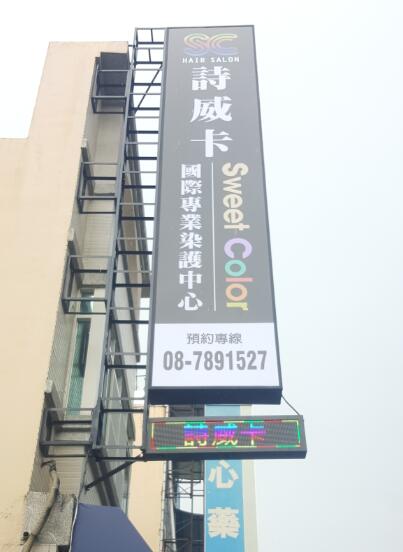 SC
HAIR SALON
詩威卡
Sweet Color
國際專業染護中心
預約專線
08-7891527
詩威卡
心藥